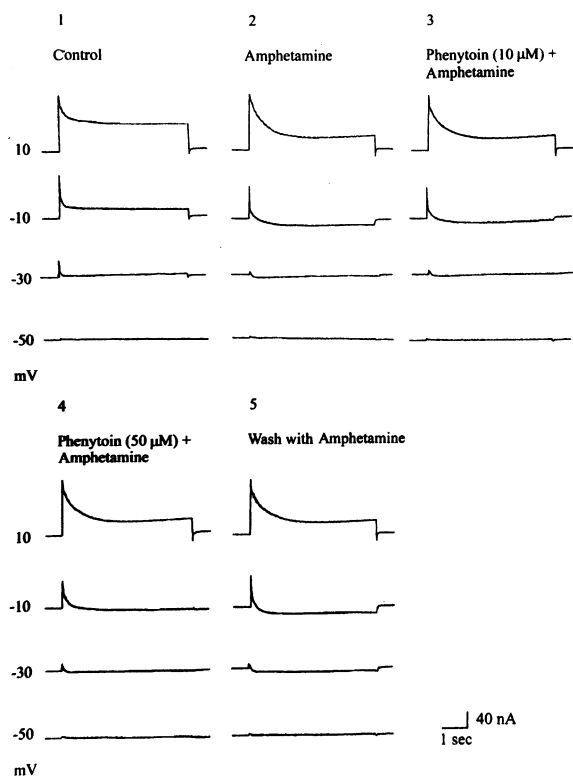 1 2 3
Control Amphetamine Phenytoin (10 µM) +
Amphetamine
10
-10
-30
-50
mV
4 5
Phenytoin (50 µM) + Wash with Amphetamine
Amphetamine
10
-10
-30
-50
mV
40 nA
1 sec